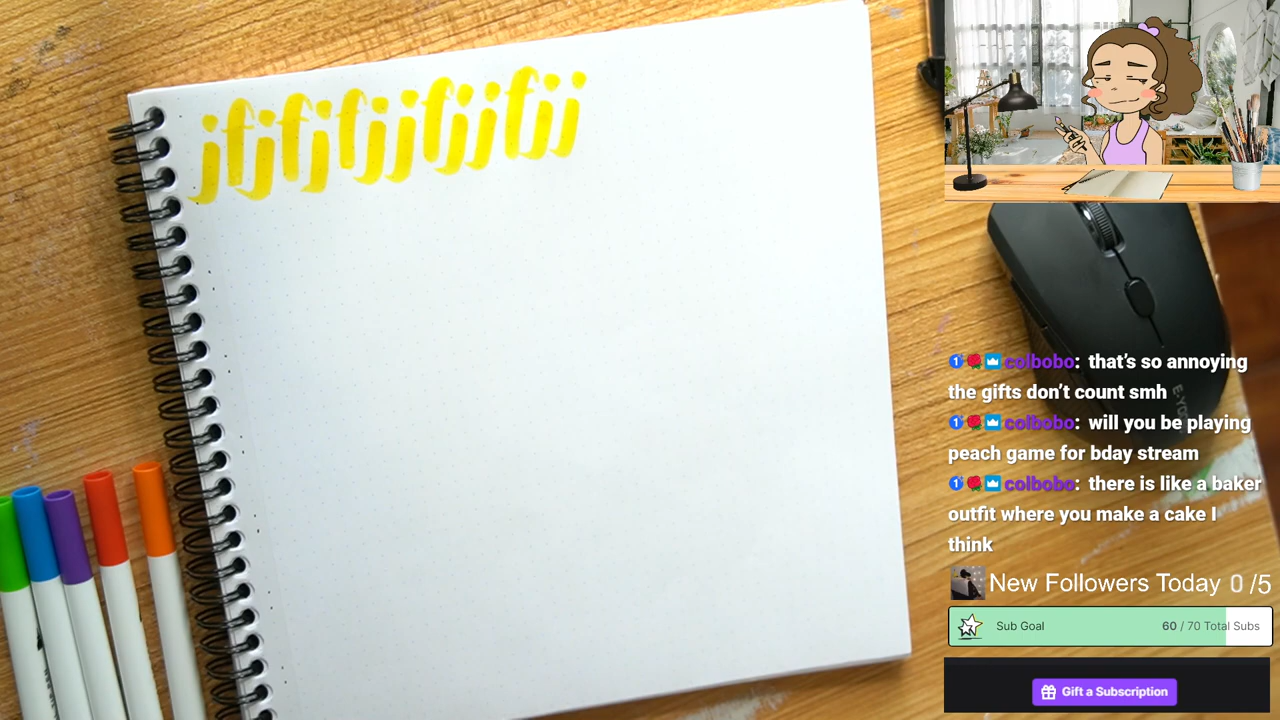 jfjfjfjjfjjfjj
colbobo: that's so annoying
the gifts don't count smh
colbobo: will you be playing
peach game for bday stream
colbobo: there is like a baker
outfit where you make a cake I
think
New Followers Today 0 /5
Sub Goal 60 / 70 Total Subs
Gift a Subscription